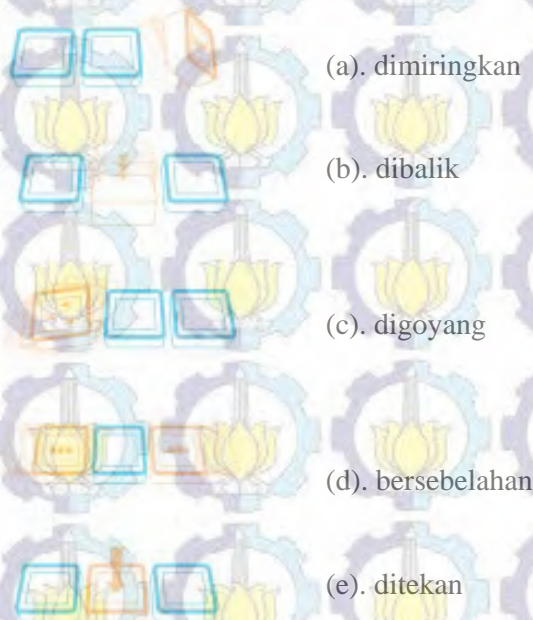 (a). dimiringkan
(b). dibalik
(c). digoyang
(d). bersebelahan
(e). ditekan